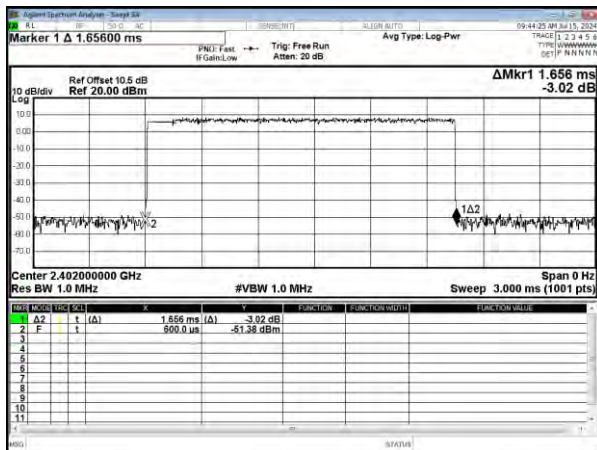 Agilent Spectrum Analyzer - Swept SA
RL RF 50 Ω AC SENSE:INT ALIGN AUTO 09:44:25 AM Jul 15, 2024
Marker 1 Δ 1.65600 ms PNO: Fast Trig: Free Run Avg Type: Log-Pwr TRACE 1 2 3 4 5 6
IFGain:Low Atten: 20 dB TYPE WWWWWW
DET P NNNNN
Ref Offset 10.5 dB ΔMkr1 1.656 ms
10 dB/div Ref 20.00 dBm -3.02 dB
Log
10.0
0.00
-10.0
-20.0
-30.0
-40.0
-50.0
-60.0
-70.0
1Δ2
2
Center 2.402000000 GHz Span 0 Hz
Res BW 1.0 MHz #VBW 1.0 MHz Sweep 3.000 ms (1001 pts)
MKR MODE TRC SCL X Y FUNCTION FUNCTION WIDTH FUNCTION VALUE
1 Δ2 t (Δ) 1.656 ms (Δ) -3.02 dB
2 F t 600.0 us -51.38 dBm
3
4
5
6
7
8
9
10
11
MSG STATUS